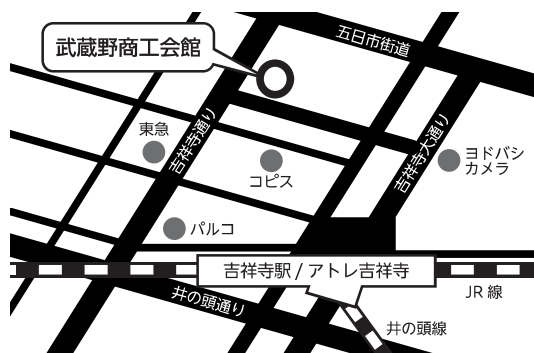 五日市街道
武蔵野商工会館
東急
吉祥寺通り
コピス
吉祥寺大通り
ヨドバシ
カメラ
パルコ
吉祥寺駅 / アトレ吉祥寺
JR 線
井の頭通り
井の頭線